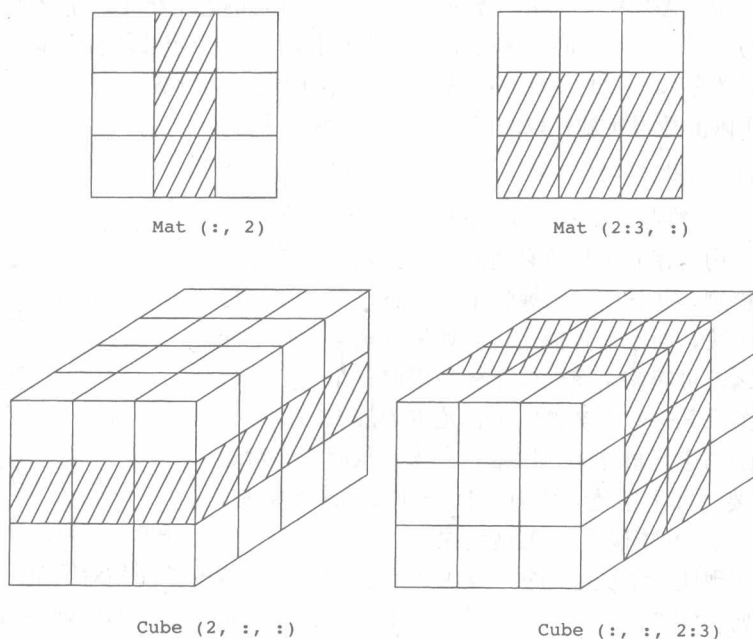 Mat (:, 2)
Mat (2:3, :)
Cube (2, :, :)
Cube (:, :, 2:3)